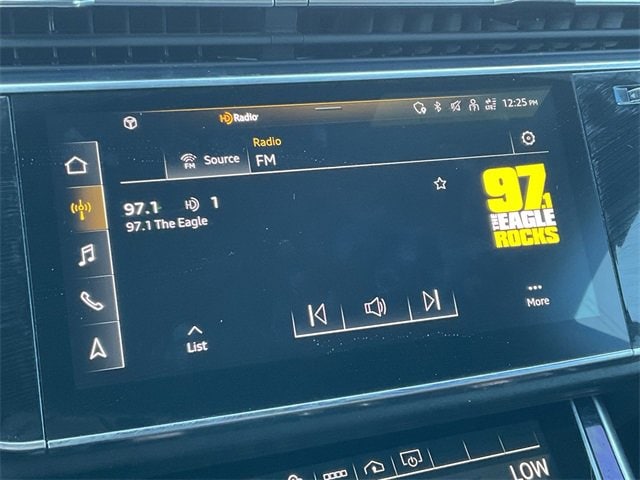 HD Radio
12:25 PM
Radio
FM Source FM
97.1 HD 1
97.1 The Eagle
97.1
THE EAGLE
ROCKS
More
List
LOW